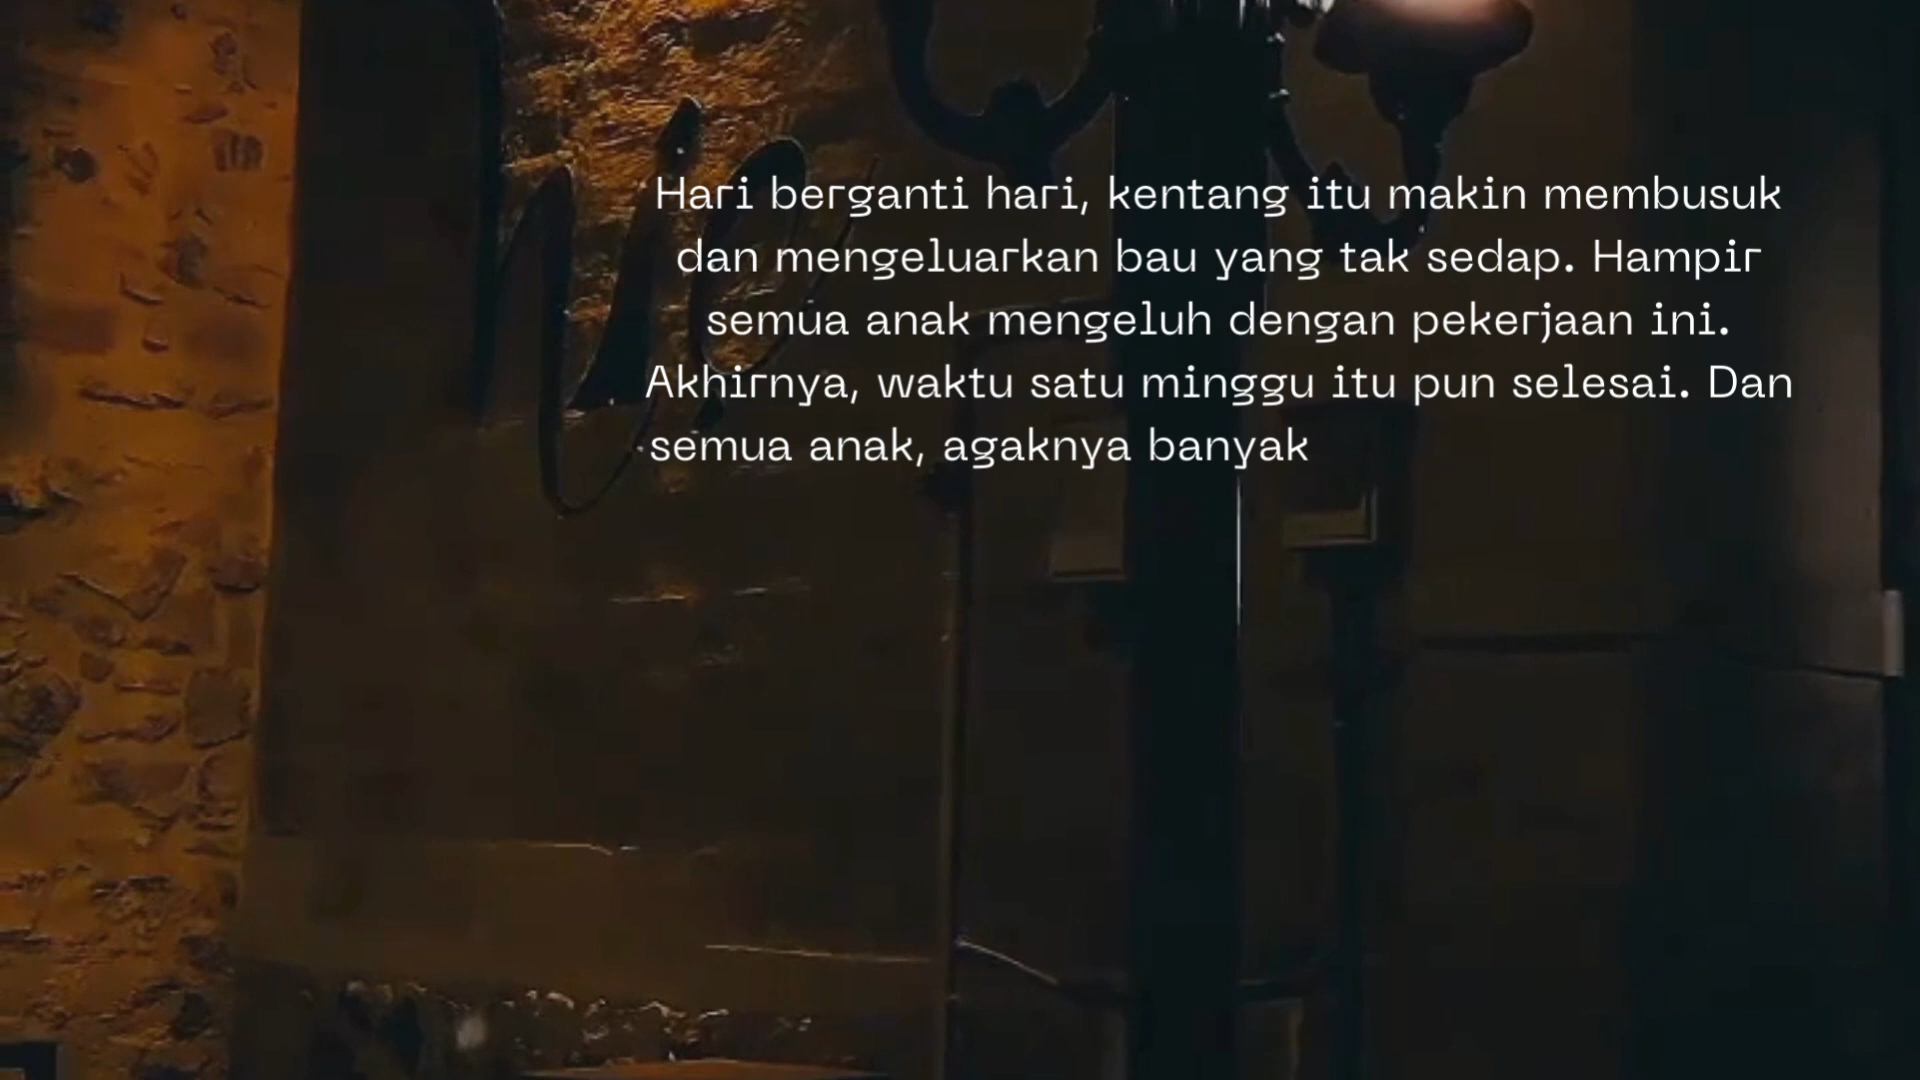 Hari berganti hari, kentang itu makin membusuk
dan mengeluarkan bau yang tak sedap. Hampir
semua anak mengeluh dengan pekerjaan ini.
Akhirnya, waktu satu minggu itu pun selesai. Dan
semua anak, agaknya banyak